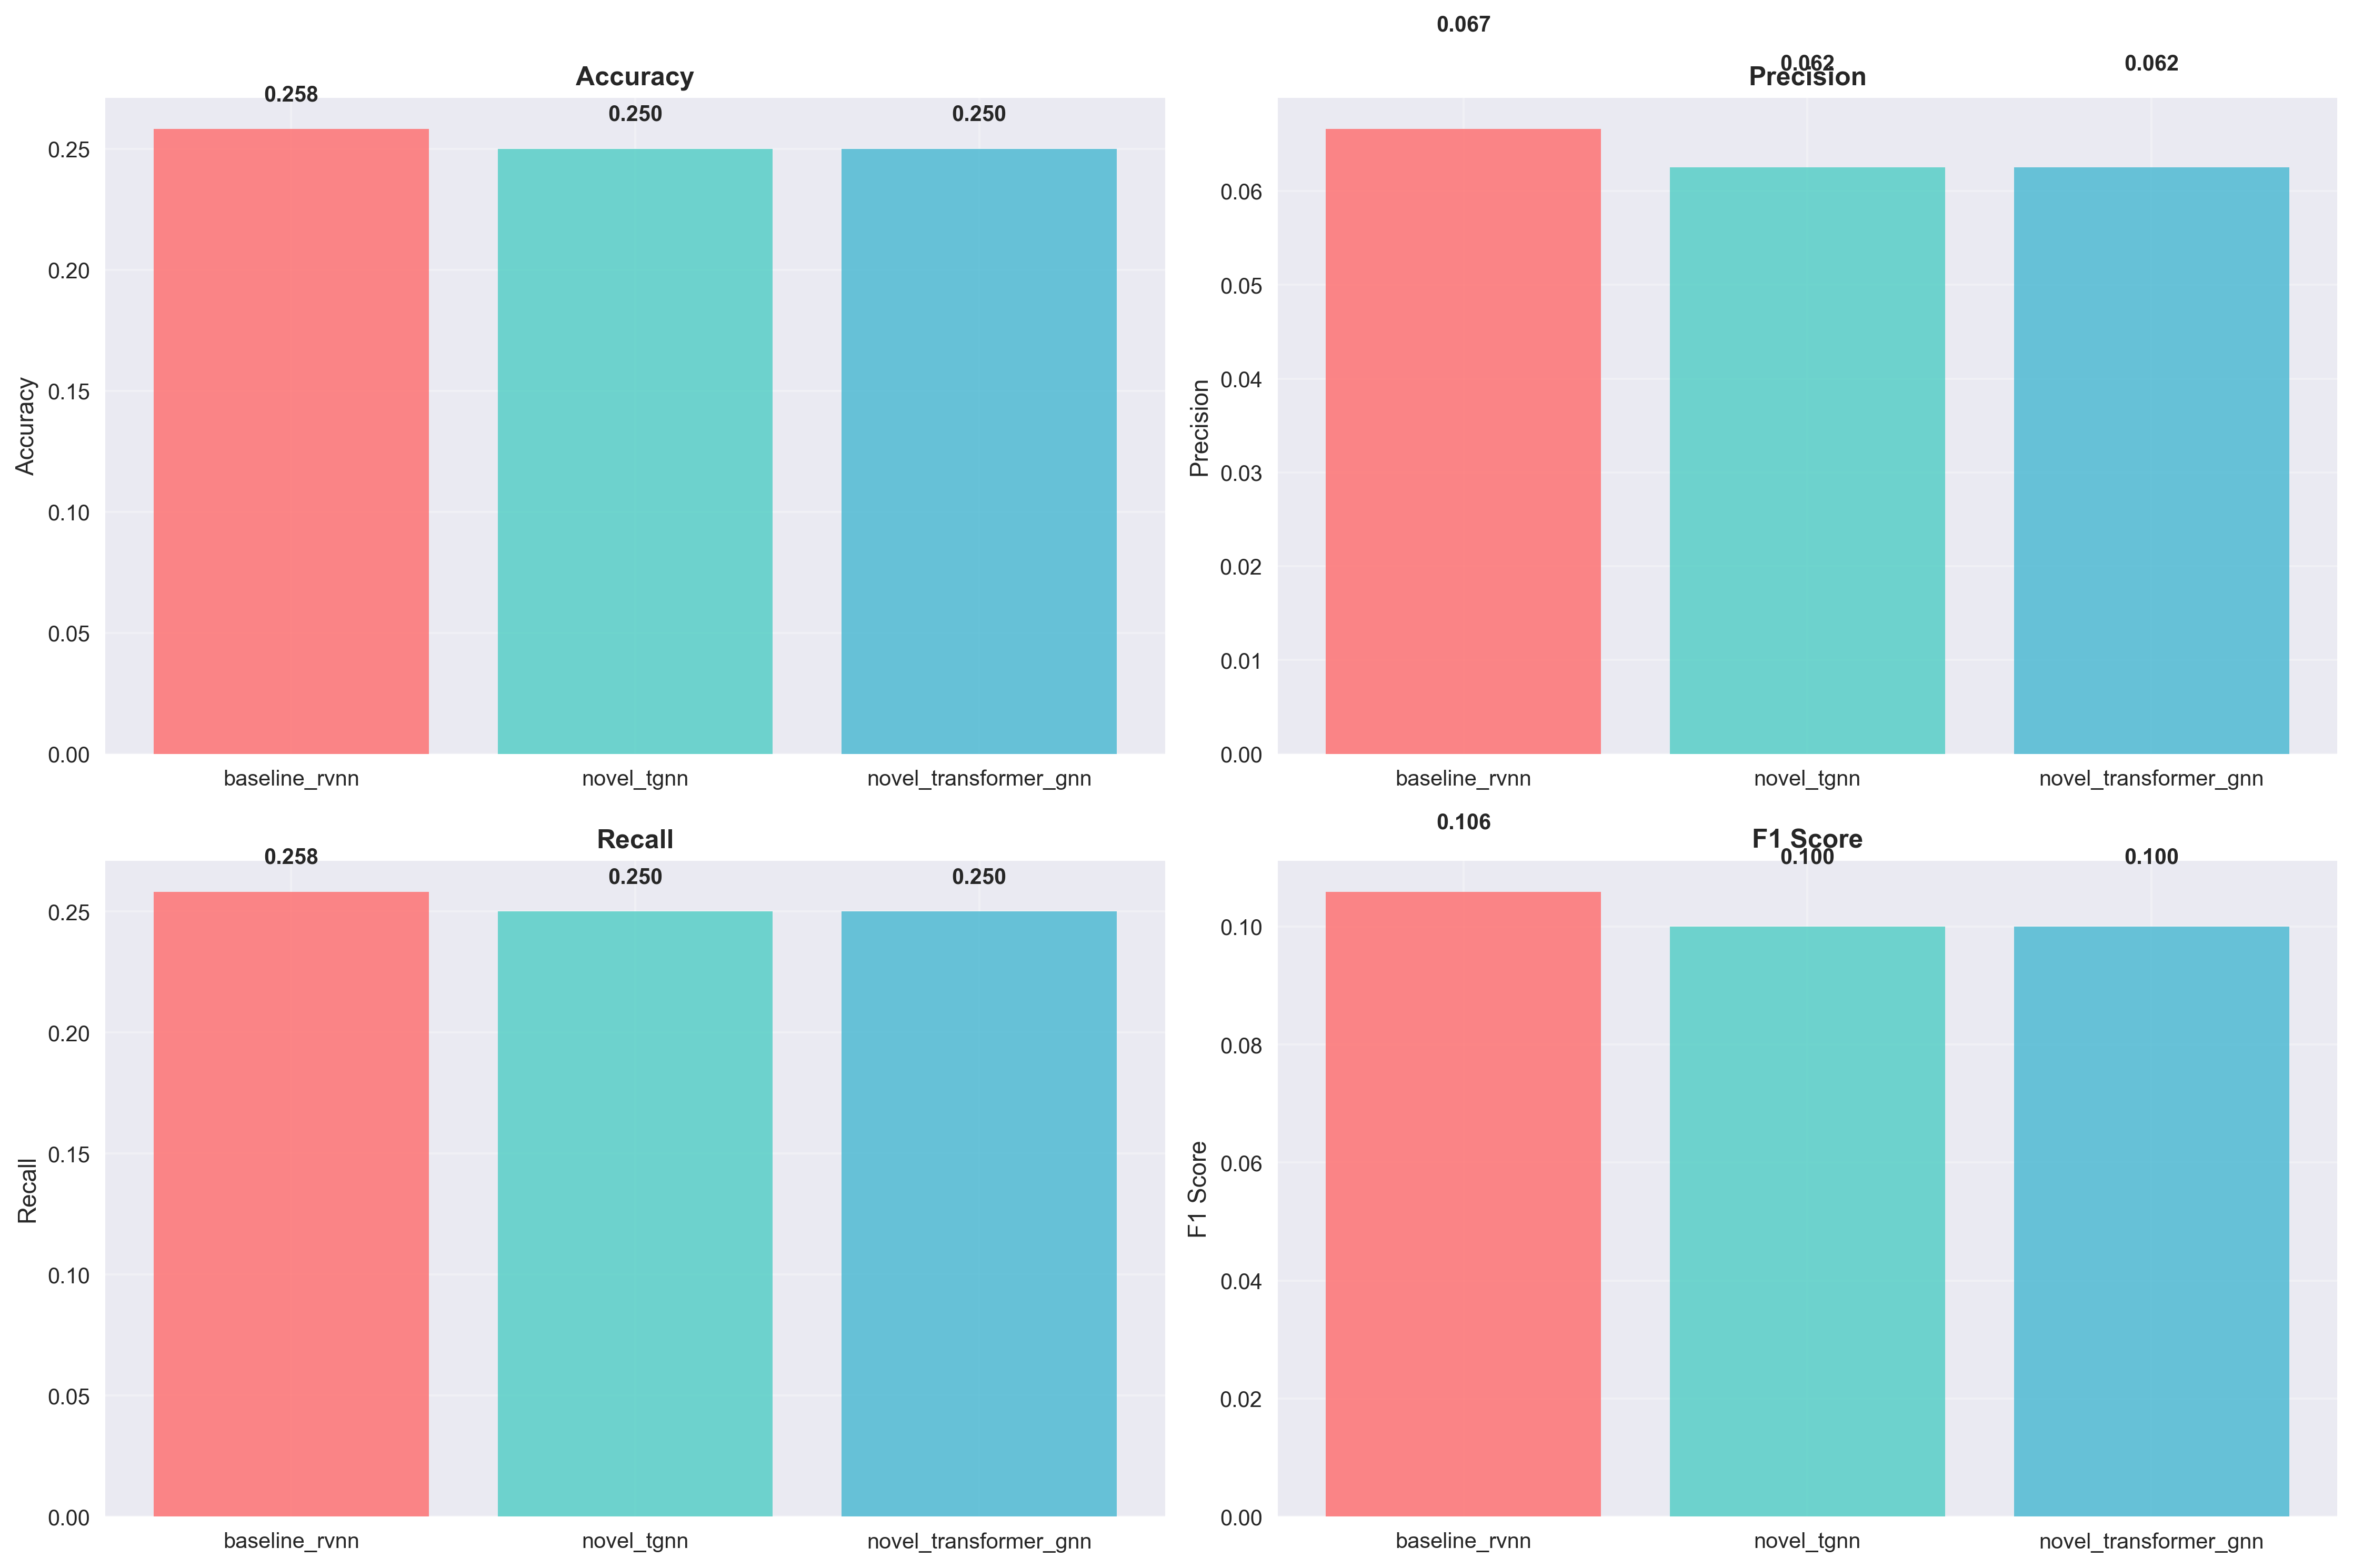 Accuracy
0.258
0.250
0.250
Accuracy
0.25
0.20
0.15
0.10
0.05
0.00
baseline_rvnn
novel_tgnn
novel_transformer_gnn
0.067
0.062
0.062
Precision
Precision
0.06
0.05
0.04
0.03
0.02
0.01
0.00
baseline_rvnn
novel_tgnn
novel_transformer_gnn
Recall
0.258
0.250
0.250
Recall
0.25
0.20
0.15
0.10
0.05
0.00
baseline_rvnn
novel_tgnn
novel_transformer_gnn
0.106
F1 Score
0.100
0.100
F1 Score
0.10
0.08
0.06
0.04
0.02
0.00
baseline_rvnn
novel_tgnn
novel_transformer_gnn